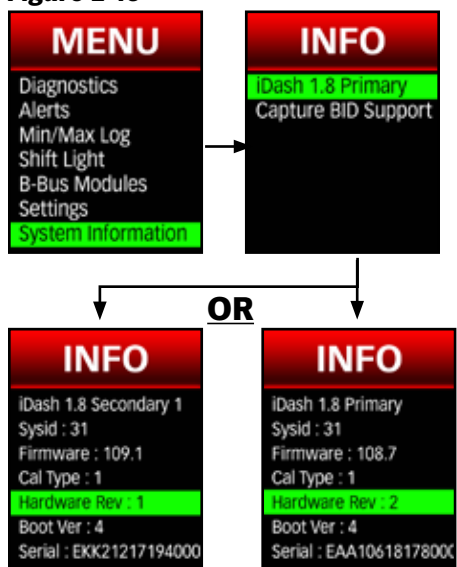 Figure
MENU
Diagnostics
Alerts
Min/Max Log
Shift Light
B-Bus Modules
Settings
System Information
INFO
iDash 1.8 Primary
Capture BID Support
OR
INFO
iDash 1.8 Secondary 1
Sysid : 31
Firmware : 109.1
Cal Type : 1
Hardware Rev : 1
Boot Ver : 4
Serial : EKK21217194000
INFO
iDash 1.8 Primary
Sysid : 31
Firmware : 108.7
Cal Type : 1
Hardware Rev : 2
Boot Ver : 4
Serial : EAA10618178000